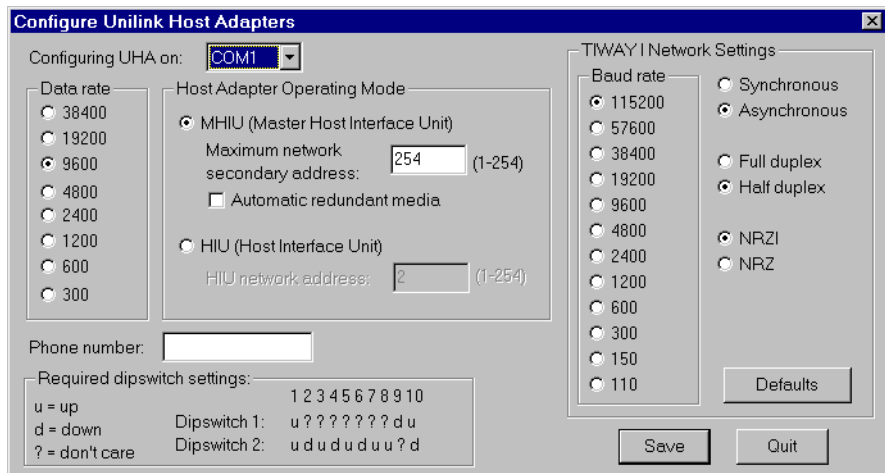 Configure Unilink Host Adapters
Configuring UHA on: COM1
Data rate
38400
19200
9600
4800
2400
1200
600
300
Host Adapter Operating Mode
MHIU (Master Host Interface Unit)
Maximum network
secondary address: 254 (1-254)
Automatic redundant media
HIU (Host Interface Unit)
HIU network address: 2 (1-254)
Phone number:
Required dipswitch settings:
u = up
d = down
? = don't care
1 2 3 4 5 6 7 8 9 10
Dipswitch 1: u ? ? ? ? ? ? ? d u
Dipswitch 2: u d u d u d u u ? d
TIWAY I Network Settings
Baud rate
115200
57600
38400
19200
9600
4800
2400
1200
600
300
150
110
Synchronous
Asynchronous
Full duplex
Half duplex
NRZI
NRZ
Defaults
Save
Quit